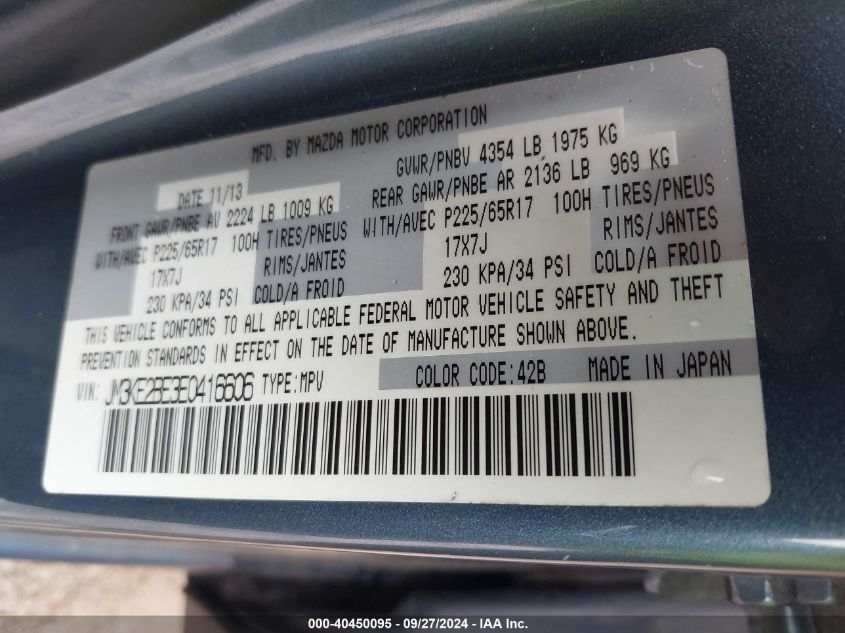 MFD. BY MAZDA MOTOR CORPORATION
DATE 11/13
GVWR/PNBV 4354 LB 1975 KG
FRONT GAWR/PNBE AV 2224 LB 1009 KG
REAR GAWR/PNBE AR 2136 LB 969 KG
WITH/AVEC P225/65R17 100H TIRES/PNEUS
WITH/AVEC P225/65R17 100H TIRES/PNEUS
17X7J RIMS/JANTES
17X7J RIMS/JANTES
230 KPA/34 PSI COLD/A FROID
230 KPA/34 PSI COLD/A FROID
THIS VEHICLE CONFORMS TO ALL APPLICABLE FEDERAL MOTOR VEHICLE SAFETY AND THEFT
PREVENTION STANDARDS IN EFFECT ON THE DATE OF MANUFACTURE SHOWN ABOVE.
VIN: JM3KE2BE3E0416606 TYPE:MPV COLOR CODE:42B MADE IN JAPAN
000-40450095 - 09/27/2024 - IAA Inc.